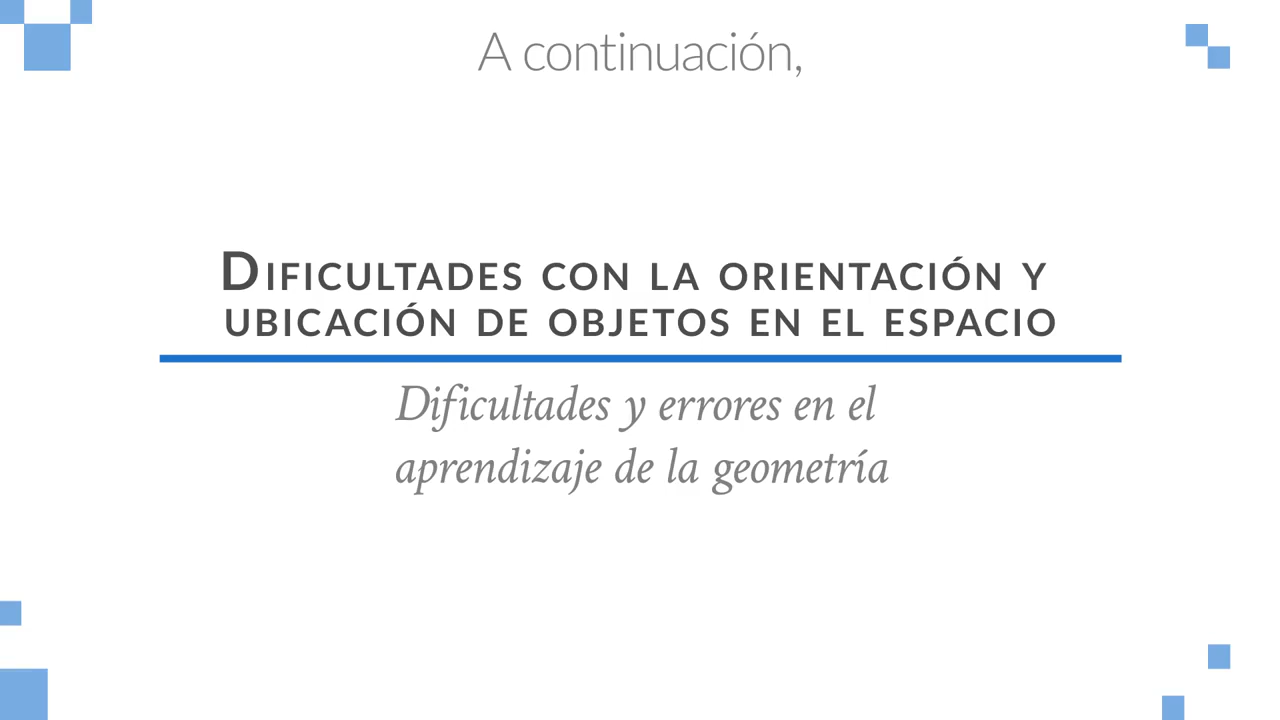 A continuación,
Dificultades con la orientación y
ubicación de objetos en el espacio
Dificultades y errores en el
aprendizaje de la geometría